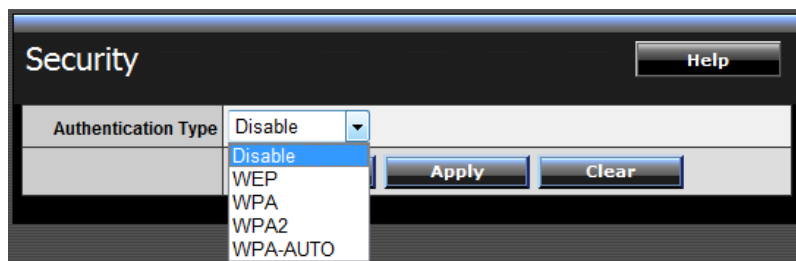 Security
Help
Authentication Type Disable
Disable
WEP
Apply Clear
WPA
WPA2
WPA-AUTO